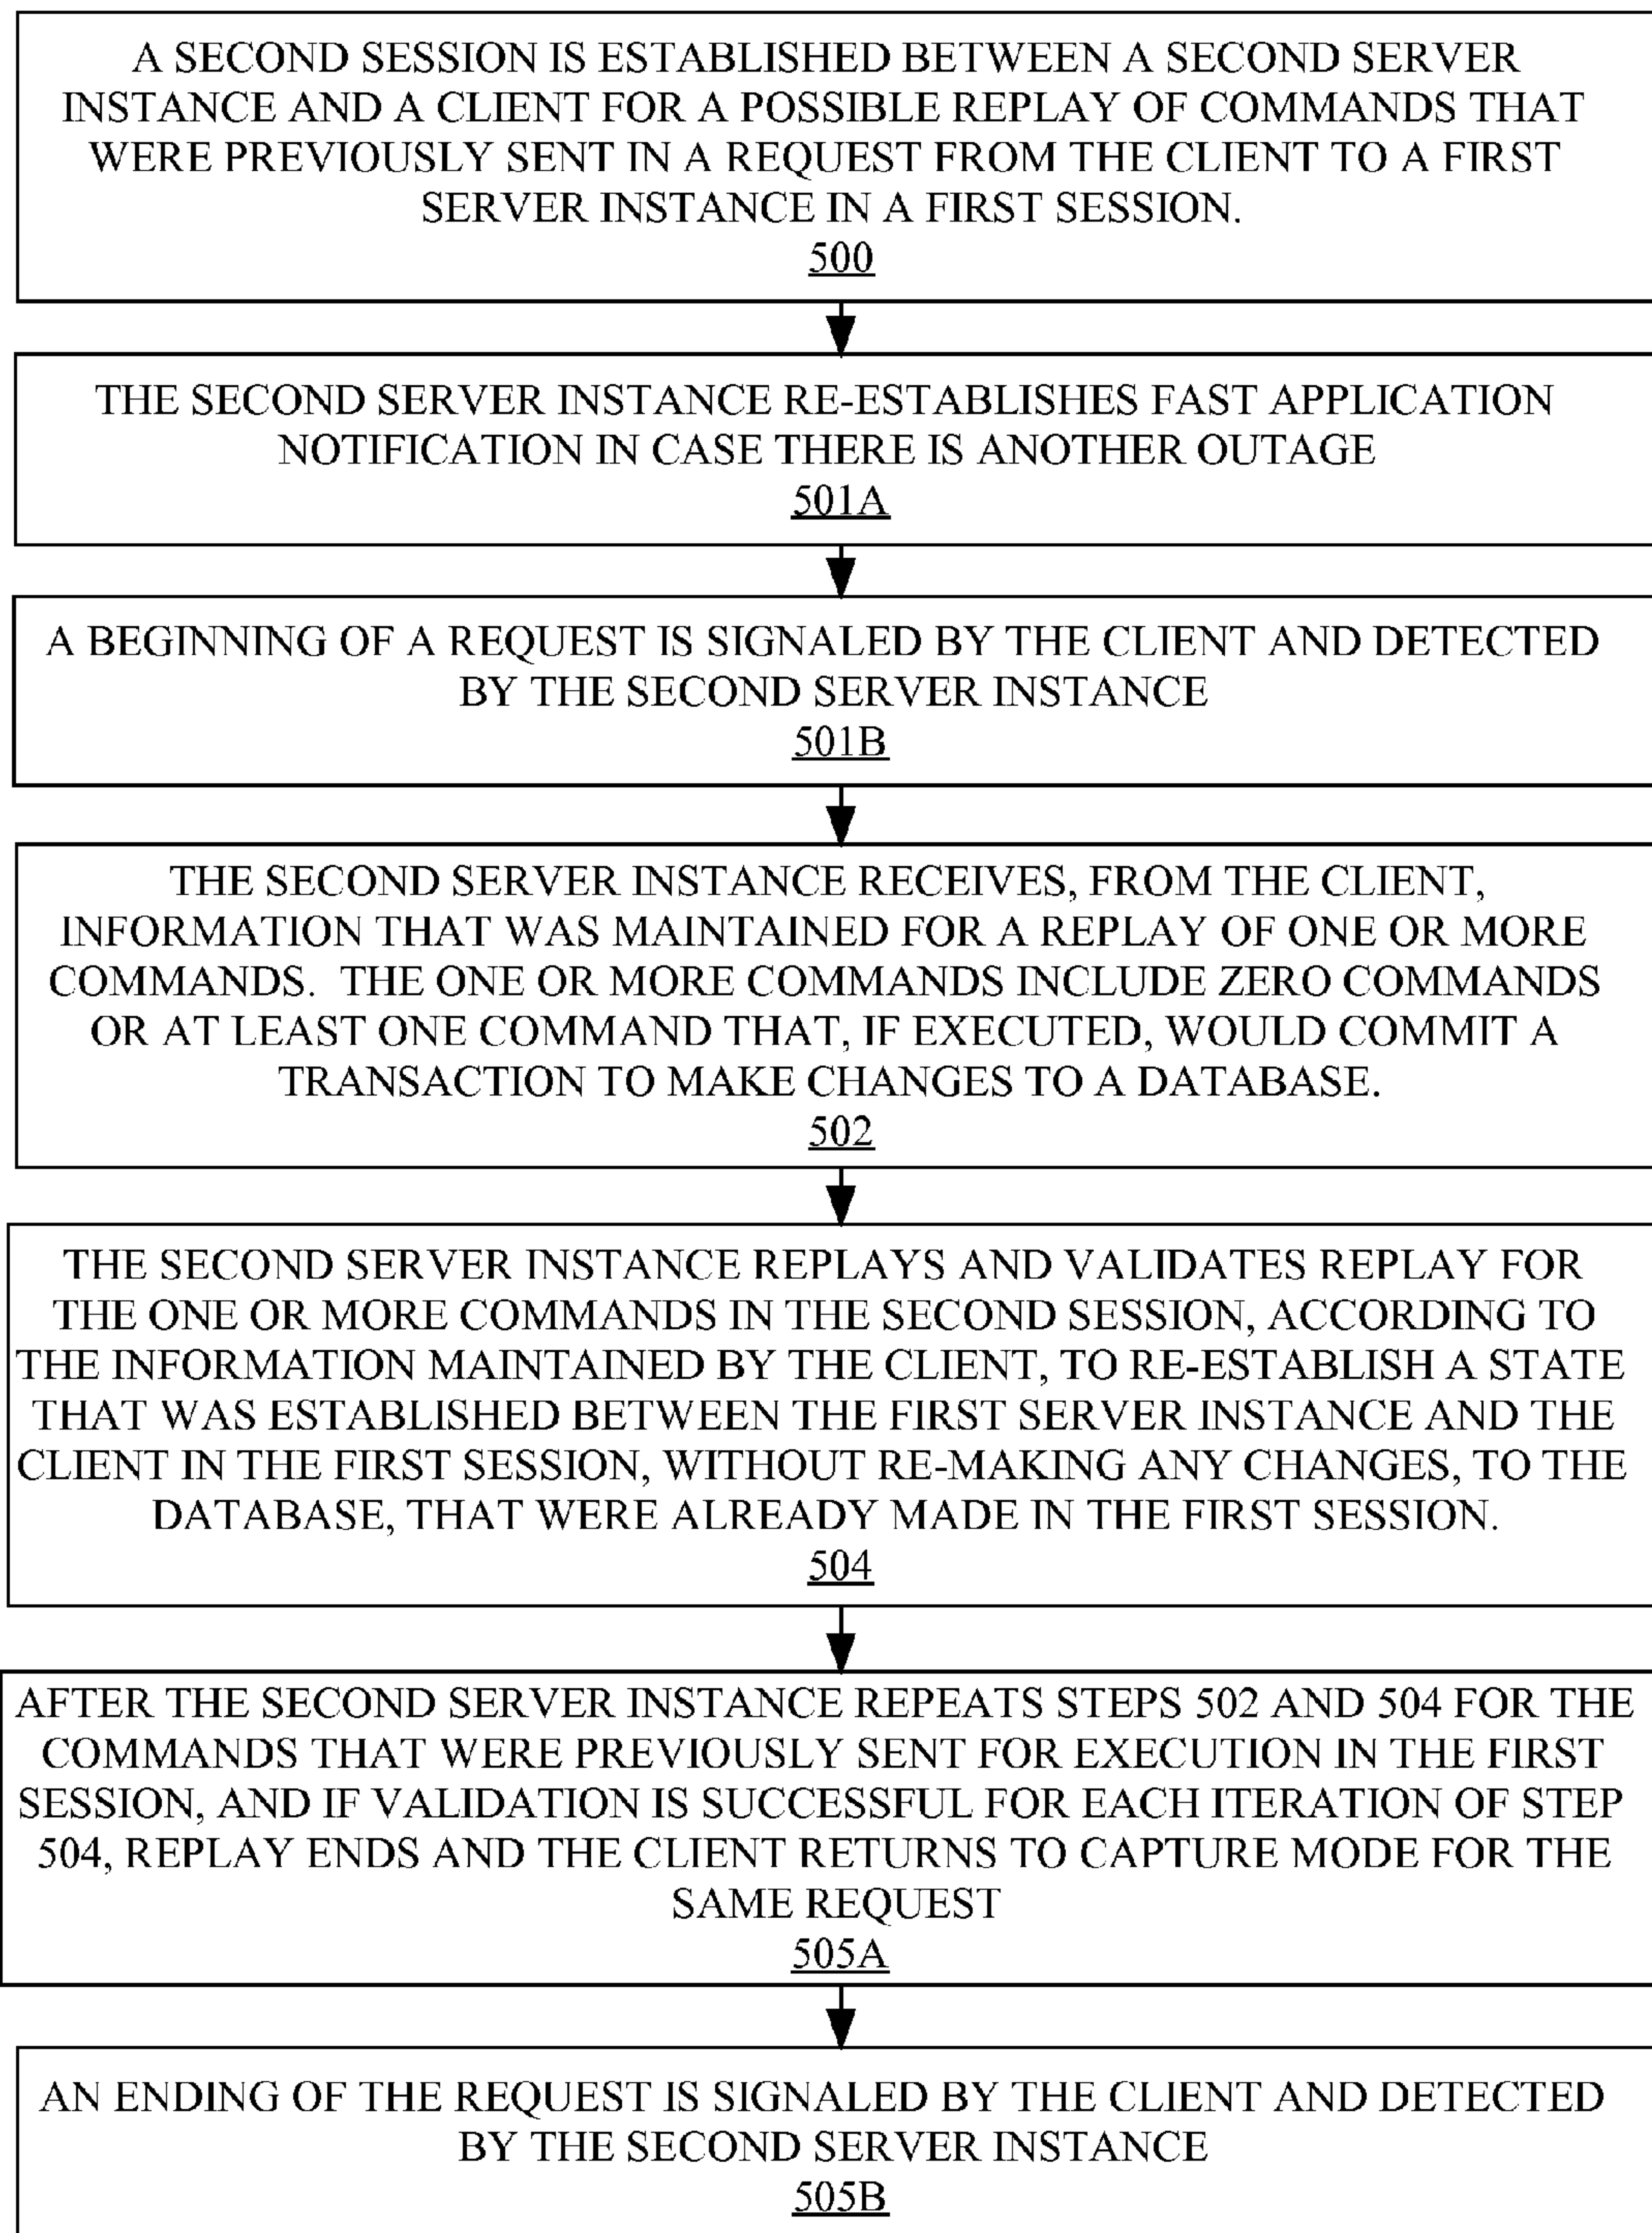 A SECOND SESSION IS ESTABLISHED BETWEEN A SECOND SERVER
INSTANCE AND A CLIENT FOR A POSSIBLE REPLAY OF COMMANDS THAT
WERE PREVIOUSLY SENT IN A REQUEST FROM THE CLIENT TO A FIRST
SERVER INSTANCE IN A FIRST SESSION.
500
THE SECOND SERVER INSTANCE RE-ESTABLISHES FAST APPLICATION
NOTIFICATION IN CASE THERE IS ANOTHER OUTAGE
501A
A BEGINNING OF A REQUEST IS SIGNALED BY THE CLIENT AND DETECTED
BY THE SECOND SERVER INSTANCE
501B
THE SECOND SERVER INSTANCE RECEIVES, FROM THE CLIENT,
INFORMATION THAT WAS MAINTAINED FOR A REPLAY OF ONE OR MORE
COMMANDS. THE ONE OR MORE COMMANDS INCLUDE ZERO COMMANDS
OR AT LEAST ONE COMMAND THAT, IF EXECUTED, WOULD COMMIT A
TRANSACTION TO MAKE CHANGES TO A DATABASE.
502
THE SECOND SERVER INSTANCE REPLAYS AND VALIDATES REPLAY FOR
THE ONE OR MORE COMMANDS IN THE SECOND SESSION, ACCORDING TO
THE INFORMATION MAINTAINED BY THE CLIENT, TO RE-ESTABLISH A STATE
THAT WAS ESTABLISHED BETWEEN THE FIRST SERVER INSTANCE AND THE
CLIENT IN THE FIRST SESSION, WITHOUT RE-MAKING ANY CHANGES, TO THE
DATABASE, THAT WERE ALREADY MADE IN THE FIRST SESSION.
504
AFTER THE SECOND SERVER INSTANCE REPEATS STEPS 502 AND 504 FOR THE
COMMANDS THAT WERE PREVIOUSLY SENT FOR EXECUTION IN THE FIRST
SESSION, AND IF VALIDATION IS SUCCESSFUL FOR EACH ITERATION OF STEP
504, REPLAY ENDS AND THE CLIENT RETURNS TO CAPTURE MODE FOR THE
SAME REQUEST
505A
AN ENDING OF THE REQUEST IS SIGNALED BY THE CLIENT AND DETECTED
BY THE SECOND SERVER INSTANCE
505B